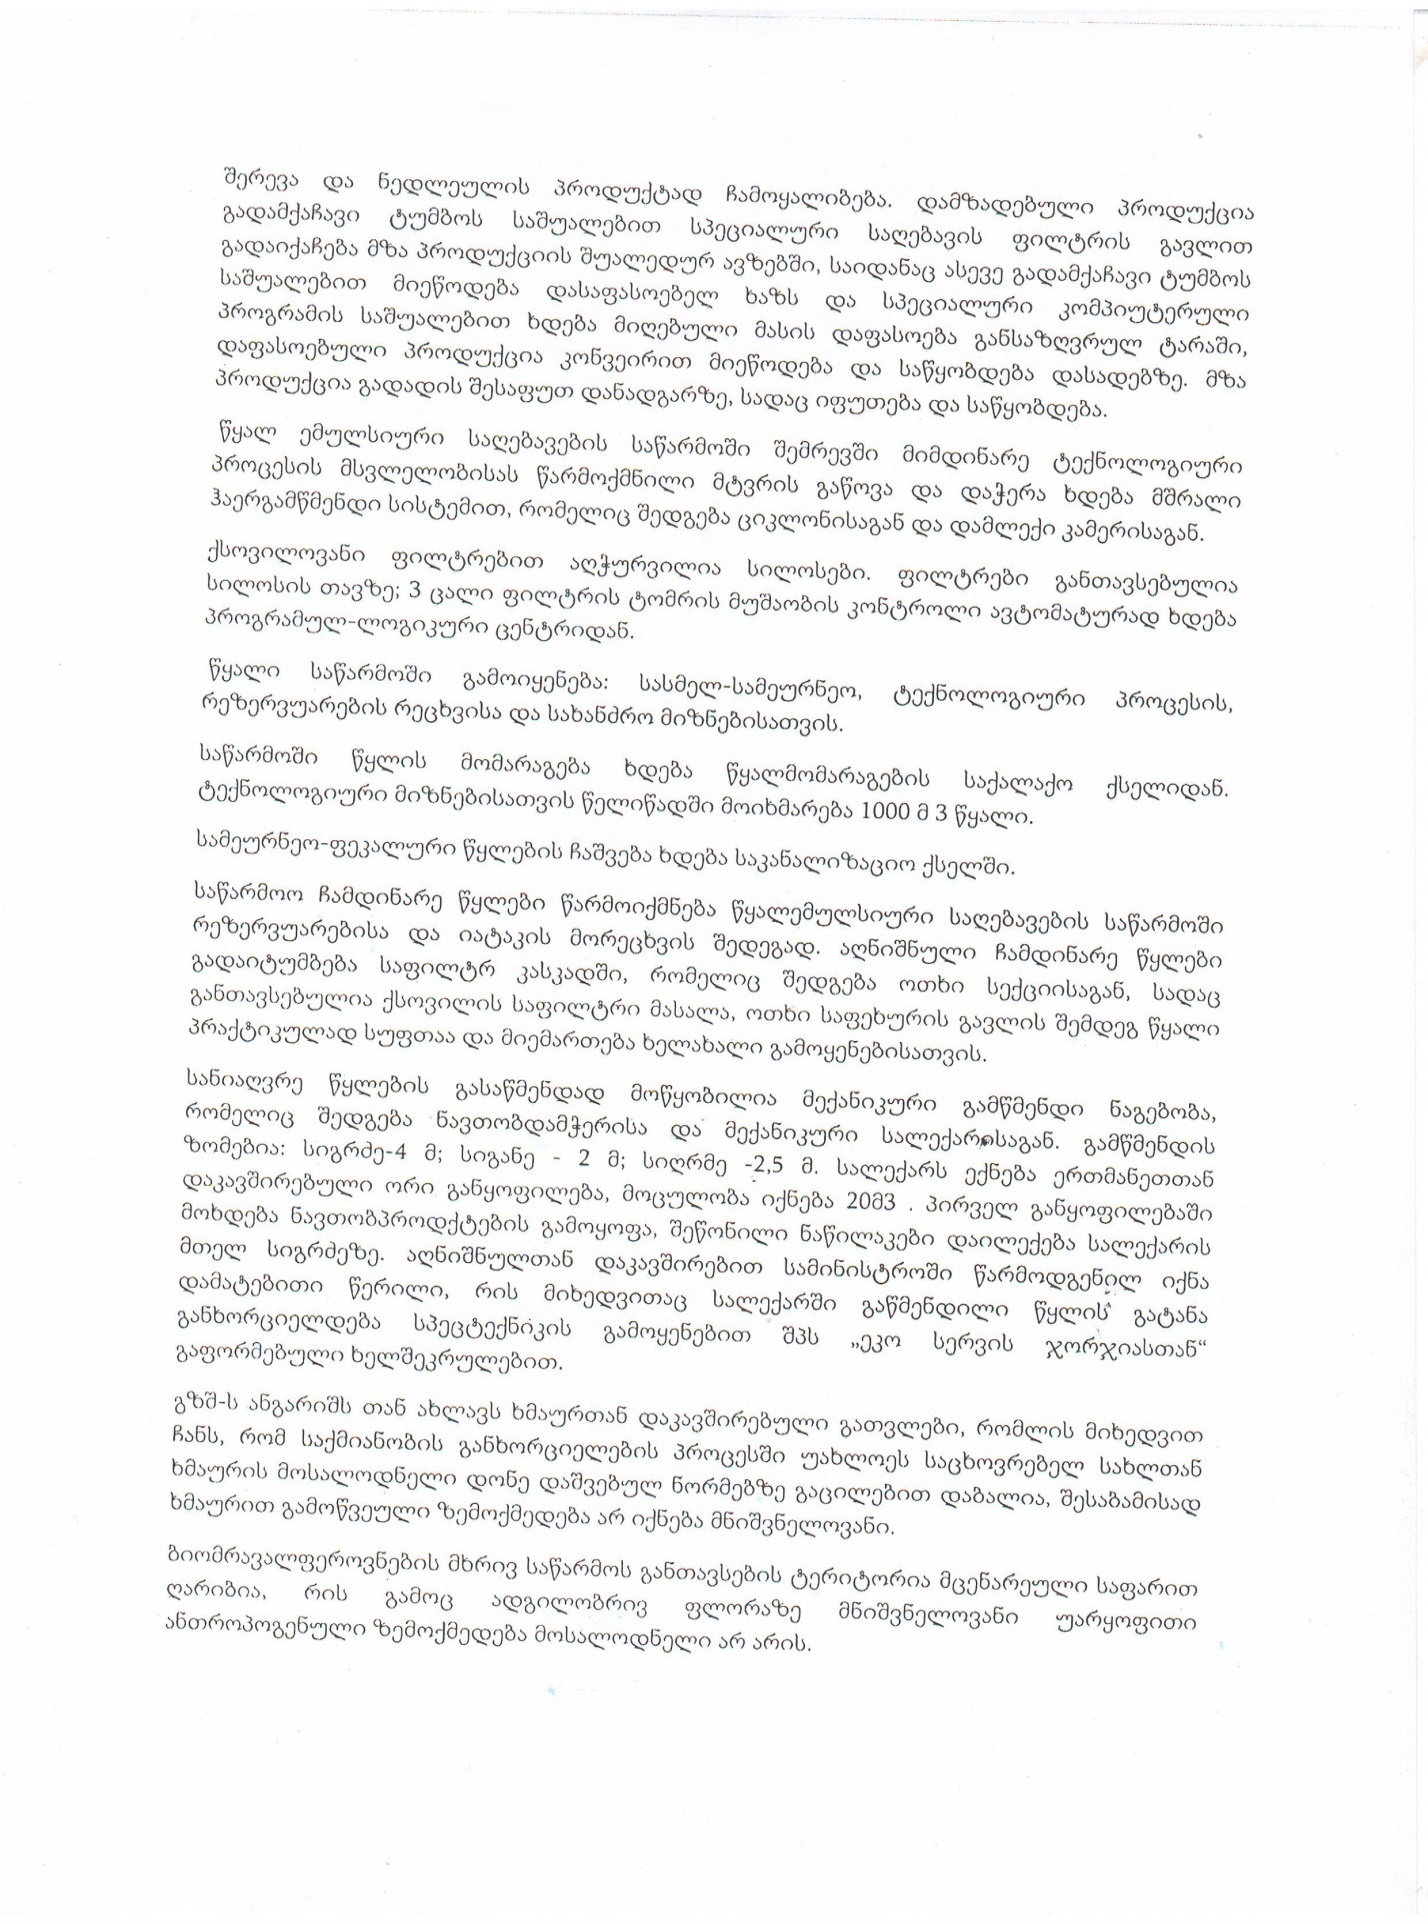 შერევა და ნედლეულის პროდუქტად ჩამოყალიბება. დამზადებული პროდუქცია
გადამქაჩავი ტუმბოს საშუალებით სპეციალური საღებავის ფილტრის გავლით
გადაიქაჩება მზა პროდუქციის შუალედურ ავზებში, საიდანაც ასევე გადამქაჩავი ტუმბოს
საშუალებით მიეწოდება დასაფასოებელ ხაზს და სპეციალური კომპიუტერული
პროგრამის საშუალებით ხდება მიღებული მასის დაფასოება განსაზღვრულ ტარაში,
დაფასოებული პროდუქცია კონვეირით მიეწოდება და საწყობდება დასადებზე. მზა
პროდუქცია გადადის შესაფუთ დანადგარზე, სადაც იფუთება და საწყობდება.
წყალ ემულსიური საღებავების საწარმოში შემრევში მიმდინარე ტექნოლოგიური
პროცესის მსვლელობისას წარმოქმნილი მტვრის გაწოვა და დაჭერა ხდება მშრალი
ჰაერგამწმენდი სისტემით, რომელიც შედგება ციკლონისაგან და დამლექი კამერისაგან.
ქსოვილოვანი ფილტრებით აღჭურვილია სილოსები. ფილტრები განთავსებულია
სილოსის თავზე; 3 ცალი ფილტრის ტომრის მუშაობის კონტროლი ავტომატურად ხდება
პროგრამულ-ლოგიკური ცენტრიდან.
წყალი საწარმოში გამოიყენება: სასმელ-სამეურნეო, ტექნოლოგიური პროცესის,
რეზერვუარების რეცხვისა და სახანძრო მიზნებისათვის.
საწარმოში წყლის მომარაგება ხდება წყალმომარაგების საქალაქო ქსელიდან.
ტექნოლოგიური მიზნებისათვის წელიწადში მოიხმარება 1000 მ 3 წყალი.
სამეურნეო-ფეკალური წყლების ჩაშვება ხდება საკანალიზაციო ქსელში.
საწარმოო ჩამდინარე წყლები წარმოიქმნება წყალემულსიური საღებავების საწარმოში
რეზერვუარებისა და იატაკის მორეცხვის შედეგად. აღნიშნული ჩამდინარე წყლები
გადაიტუმბება საფილტრ კასკადში, რომელიც შედგება ოთხი სექციისაგან, სადაც
განთავსებულია ქსოვილის საფილტრი მასალა, ოთხი საფეხურის გავლის შემდეგ წყალი
პრაქტიკულად სუფთაა და მიემართება ხელახალი გამოყენებისათვის.
სანიაღვრე წყლების გასაწმენდად მოწყობილია მექანიკური გამწმენდი ნაგებობა,
რომელიც შედგება ნავთობდამჭერისა და მექანიკური სალექარისაგან. გამწმენდის
ზომებია: სიგრძე-4 მ; სიგანე - 2 მ; სიღრმე -2,5 მ. სალექარს ექნება ერთმანეთთან
დაკავშირებული ორი განყოფილება, მოცულობა იქნება 20მ3 . პირველ განყოფილებაში
მოხდება ნავთობპროდქტების გამოყოფა, შეწონილი ნაწილაკები დაილექება სალექარის
მთელ სიგრძეზე. აღნიშნულთან დაკავშირებით სამინისტროში წარმოდგენილ იქნა
დამატებითი წერილი, რის მიხედვითაც სალექარში გაწმენდილი წყლის გატანა
განხორციელდება სპეცტექნიკის გამოყენებით შპს „ეკო სერვის ჯორჯიასთან“
გაფორმებული ხელშეკრულებით.
გზშ-ს ანგარიშს თან ახლავს ხმაურთან დაკავშირებული გათვლები, რომლის მიხედვით
ჩანს, რომ საქმიანობის განხორციელების პროცესში უახლოეს საცხოვრებელ სახლთან
ხმაურის მოსალოდნელი დონე დაშვებულ ნორმებზე გაცილებით დაბალია, შესაბამისად
ხმაურით გამოწვეული ზემოქმედება არ იქნება მნიშვნელოვანი.
ბიომრავალფეროვნების მხრივ საწარმოს განთავსების ტერიტორია მცენარეული საფარით
ღარიბია, რის გამოც ადგილობრივ ფლორაზე მნიშვნელოვანი უარყოფითი
ანთროპოგენული ზემოქმედება მოსალოდნელი არ არის.